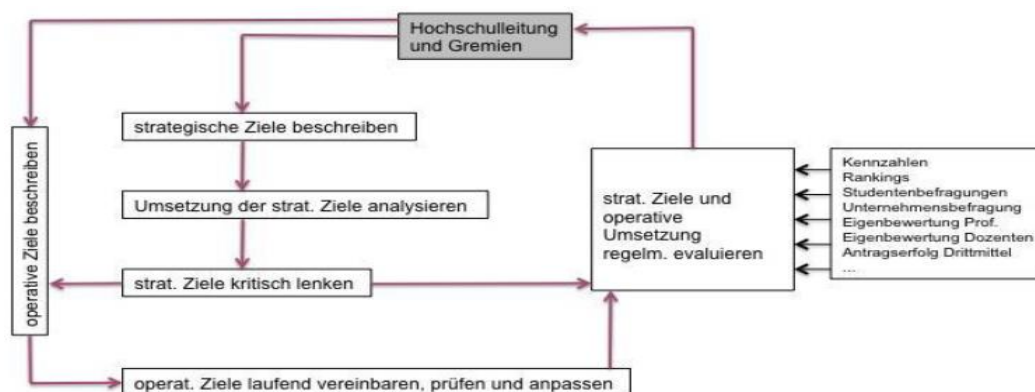 Hochschulleitung
und Gremien
strategische Ziele beschreiben
operative Ziele beschreiben
Umsetzung der strat. Ziele analysieren
strat. Ziele kritisch lenken
strat. Ziele und
operative
Umsetzung
regelm. evaluieren
Kennzahlen
Rankings
Studentenbefragungen
Unternehmensbefragung
Eigenbewertung Prof.
Eigenbewertung Dozenten
Antragserfolg Drittmittel
...
operat. Ziele laufend vereinbaren, prüfen und anpassen